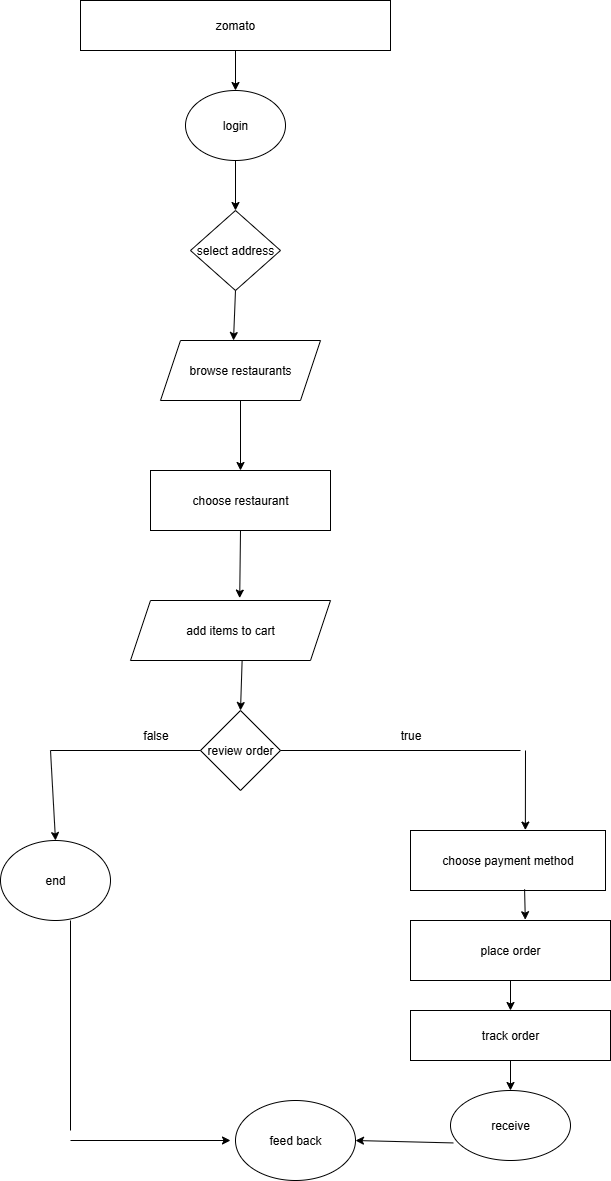 zomato
login
select address
browse restaurants
choose restaurant
add items to cart
false
true
review order
choose payment method
end
place order
track order
receive
feed back